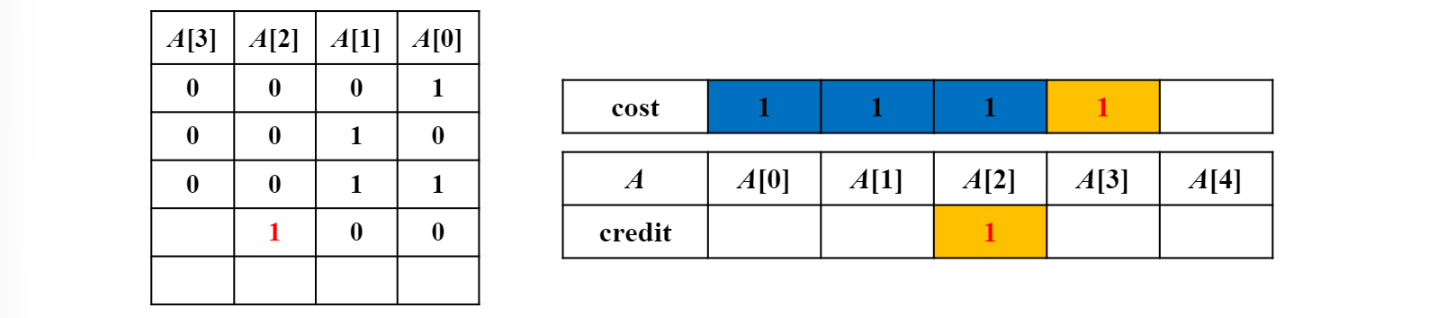 A[3] A[2] A[1] A[0]
0 0 0 1
0 0 1 0
0 0 1 1
1 0 0
cost 1 1 1 1
A A[0] A[1] A[2] A[3] A[4]
credit 1